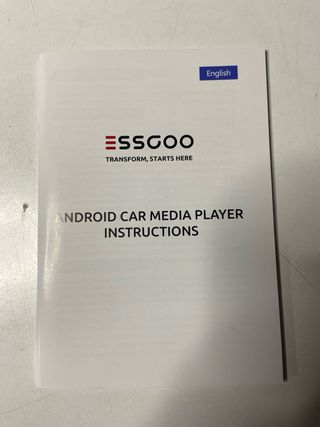 English
ESSGOO
TRANSFORM, STARTS HERE
ANDROID CAR MEDIA PLAYER
INSTRUCTIONS